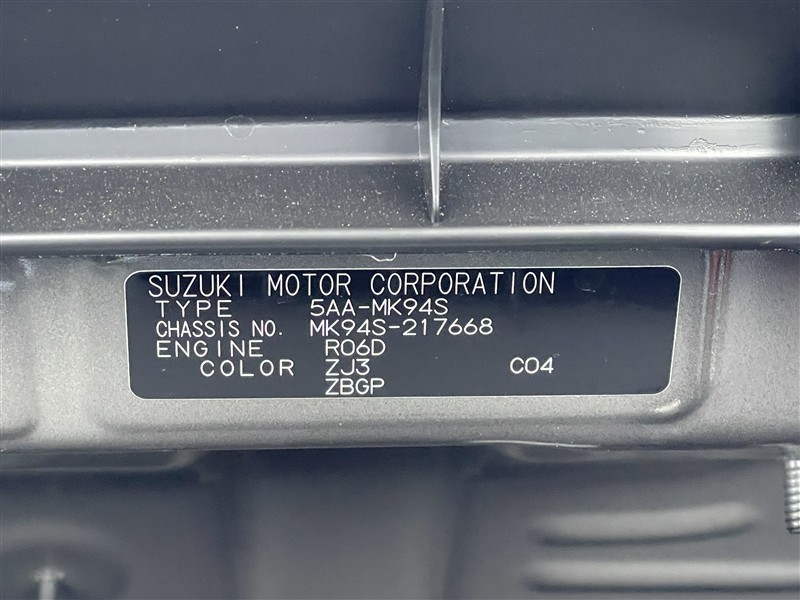 SUZUKI MOTOR CORPORATION
TYPE 5AA-MK94S
CHASSIS NO. MK94S-217668
ENGINE R06D
COLOR ZJ3 C04
ZBGP